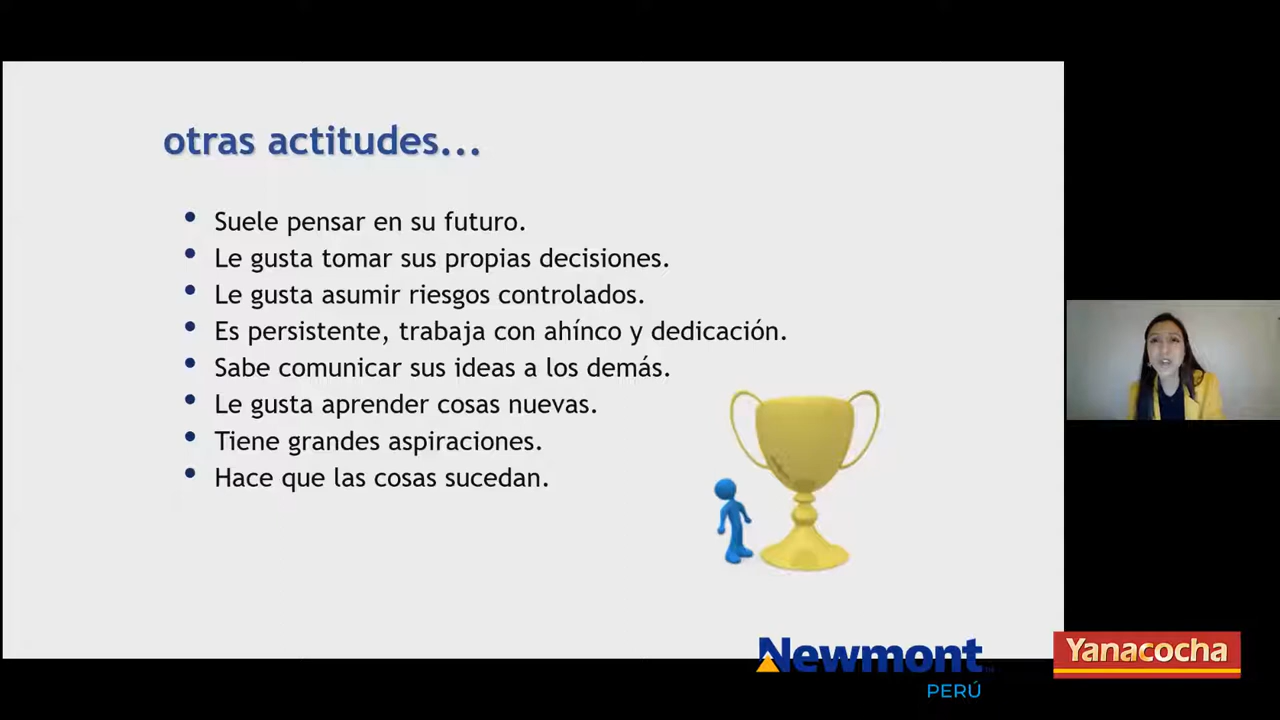 otras actitudes...
• Suele pensar en su futuro.
• Le gusta tomar sus propias decisiones.
• Le gusta asumir riesgos controlados.
• Es persistente, trabaja con ahínco y dedicación.
• Sabe comunicar sus ideas a los demás.
• Le gusta aprender cosas nuevas.
• Tiene grandes aspiraciones.
• Hace que las cosas sucedan.
Newmont™
PERÚ
Yanacocha